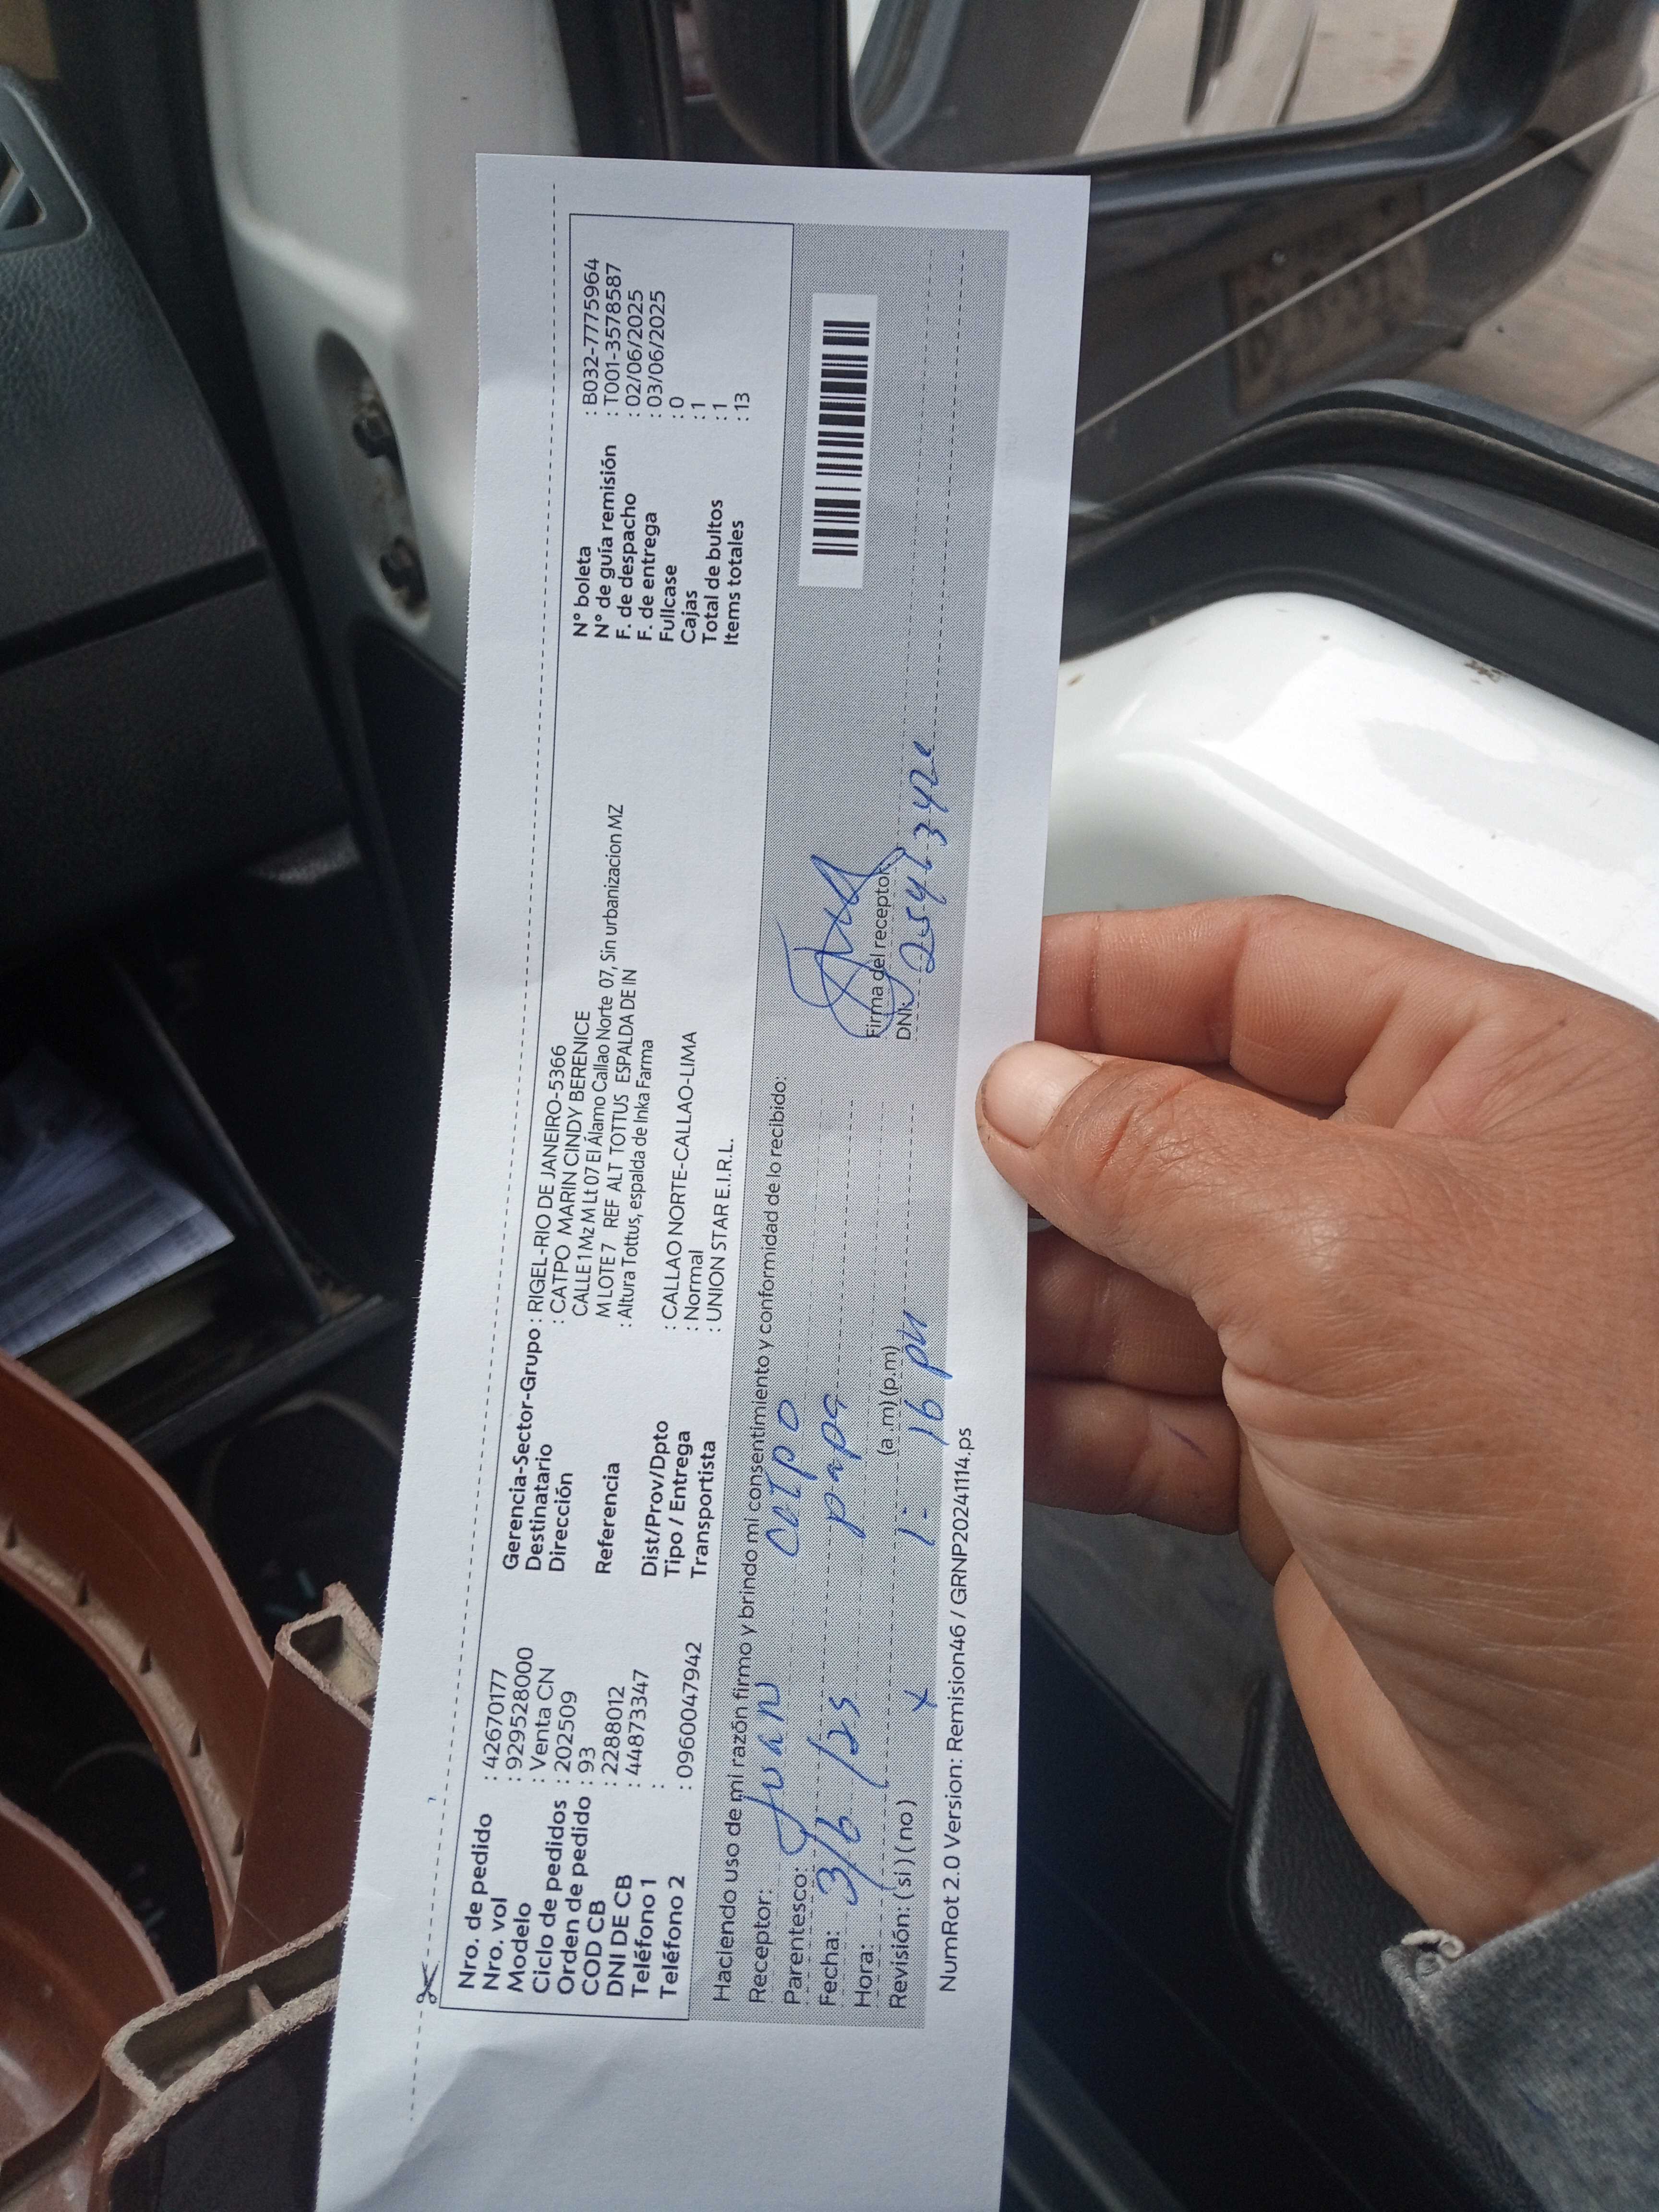 Nro. de pedido : 42670177
Nro. vol : 929528000
Modelo : Venta CN
Ciclo de pedidos : 202509
Orden de pedido : 93
COD CB : 2288012
DNI DE CB : 44873347
Teléfono 1 :
Teléfono 2 : 0960047942
Gerencia-Sector-Grupo : RIGEL-RIO DE JANEIRO-5366
Destinatario : CATPO MARIN CINDY BERENICE
Dirección CALLE 1 Mz M Lt 07 El Álamo Callao Norte 07, Sin urbanizacion MZ
M LOTE 7 REF ALT TOTTUS ESPALDA DE IN
Referencia : Altura Tottus, espalda de Inka Farma
Dist/Prov/Dpto : CALLAO NORTE-CALLAO-LIMA
Tipo / Entrega : Normal
Transportista : UNION STAR E.I.R.L.
N° boleta : B032-7775964
N° de guía remisión : T001-3578587
F. de despacho : 02/06/2025
F. de entrega : 03/06/2025
Fullcase : 0
Cajas : 1
Total de bultos : 1
Items totales : 13
Haciendo uso de mi razón firmo y brindo mi consentimiento y conformidad de lo recibido:
Receptor: Juan Catpo
Parentesco: papa
Fecha: 3/6/25
Hora: (a .m) (p.m) 1:16 pm
Revisión: (si) (no) x
Firma del receptor
DNI:
NumRot 2.0 Version: Remision46 / GRNP20241114.ps